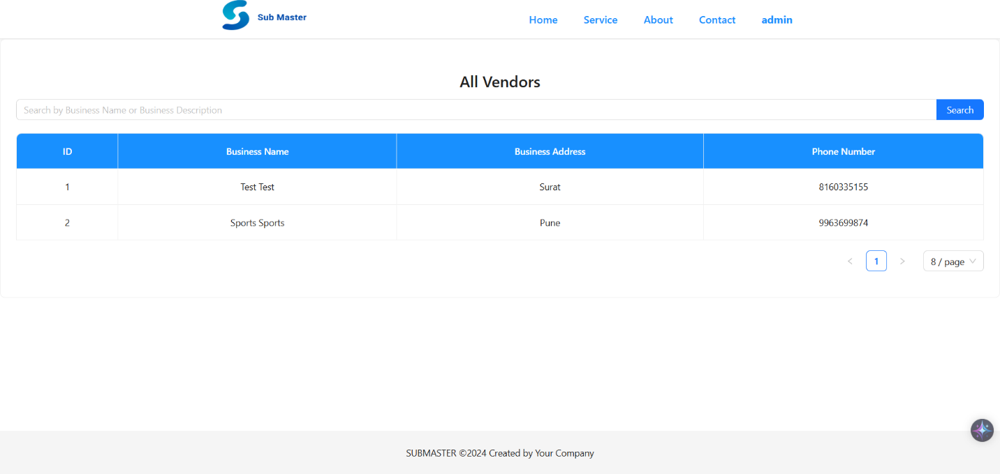 Sub Master
Home Service About Contact admin
All Vendors
Search by Business Name or Business Description Search
ID Business Name Business Address Phone Number
1 Test Test Surat 8160335155
2 Sports Sports Pune 9963699874
< 1 > 8 / page
SUBMASTER ©2024 Created by Your Company